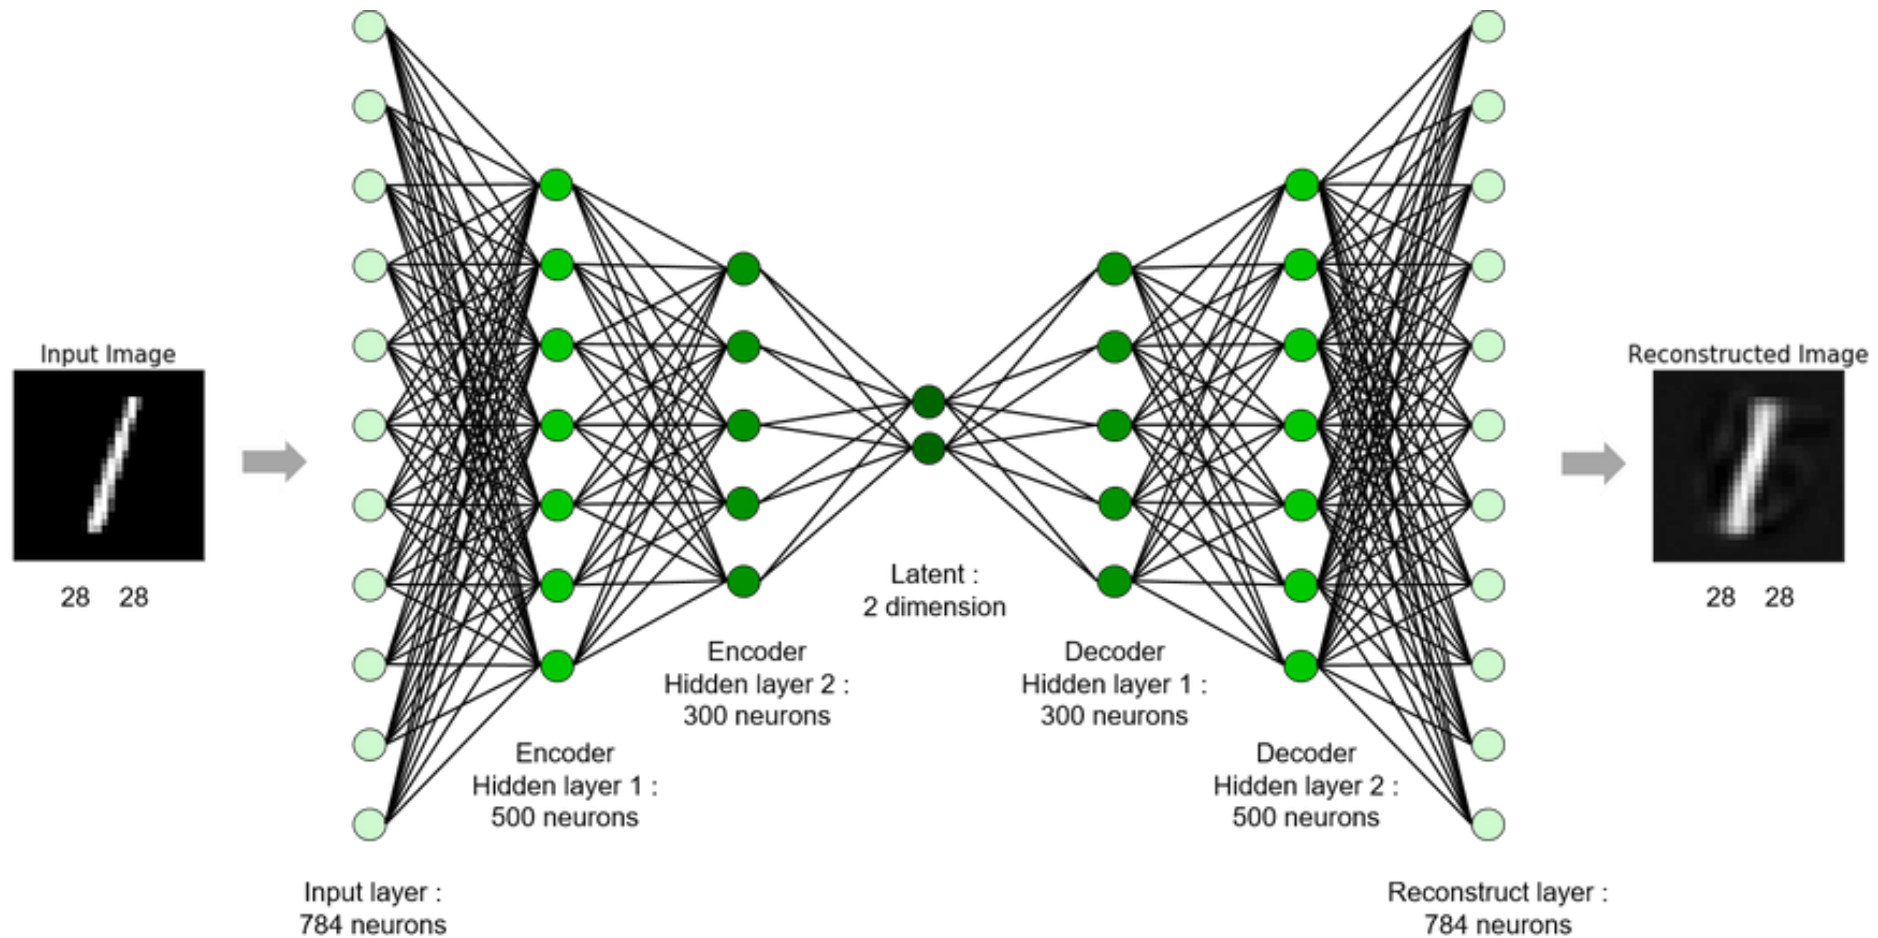 Input Image
28 28
Input layer :
784 neurons
Encoder
Hidden layer 1 :
500 neurons
Encoder
Hidden layer 2 :
300 neurons
Latent :
2 dimension
Decoder
Hidden layer 1 :
300 neurons
Decoder
Hidden layer 2 :
500 neurons
Reconstruct layer :
784 neurons
Reconstructed Image
28 28